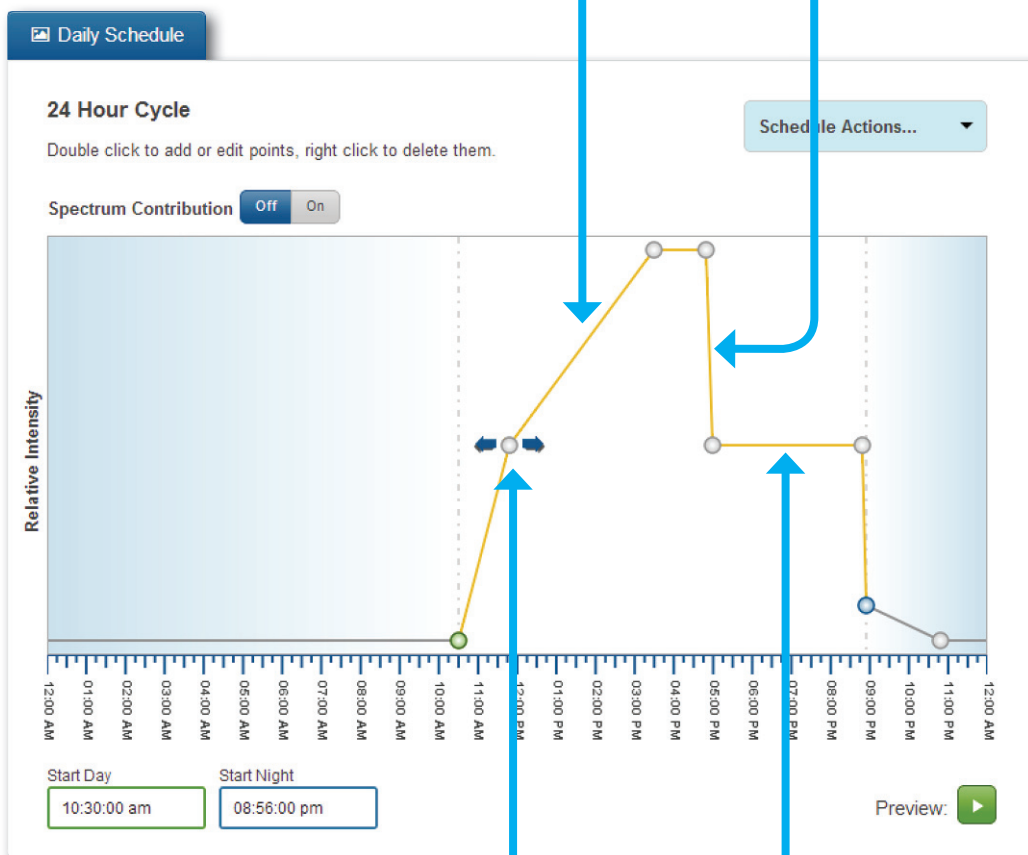 Daily Schedule
24 Hour Cycle
Schedule Actions...
Double click to add or edit points, right click to delete them.
Spectrum Contribution Off On
Relative Intensity
12:00 AM
01:00 AM
02:00 AM
03:00 AM
04:00 AM
05:00 AM
06:00 AM
07:00 AM
08:00 AM
09:00 AM
10:00 AM
11:00 AM
12:00 PM
01:00 PM
02:00 PM
03:00 PM
04:00 PM
05:00 PM
06:00 PM
07:00 PM
08:00 PM
09:00 PM
10:00 PM
11:00 PM
12:00 AM
Start Day Start Night
10:30:00 am 08:56:00 pm
Preview: